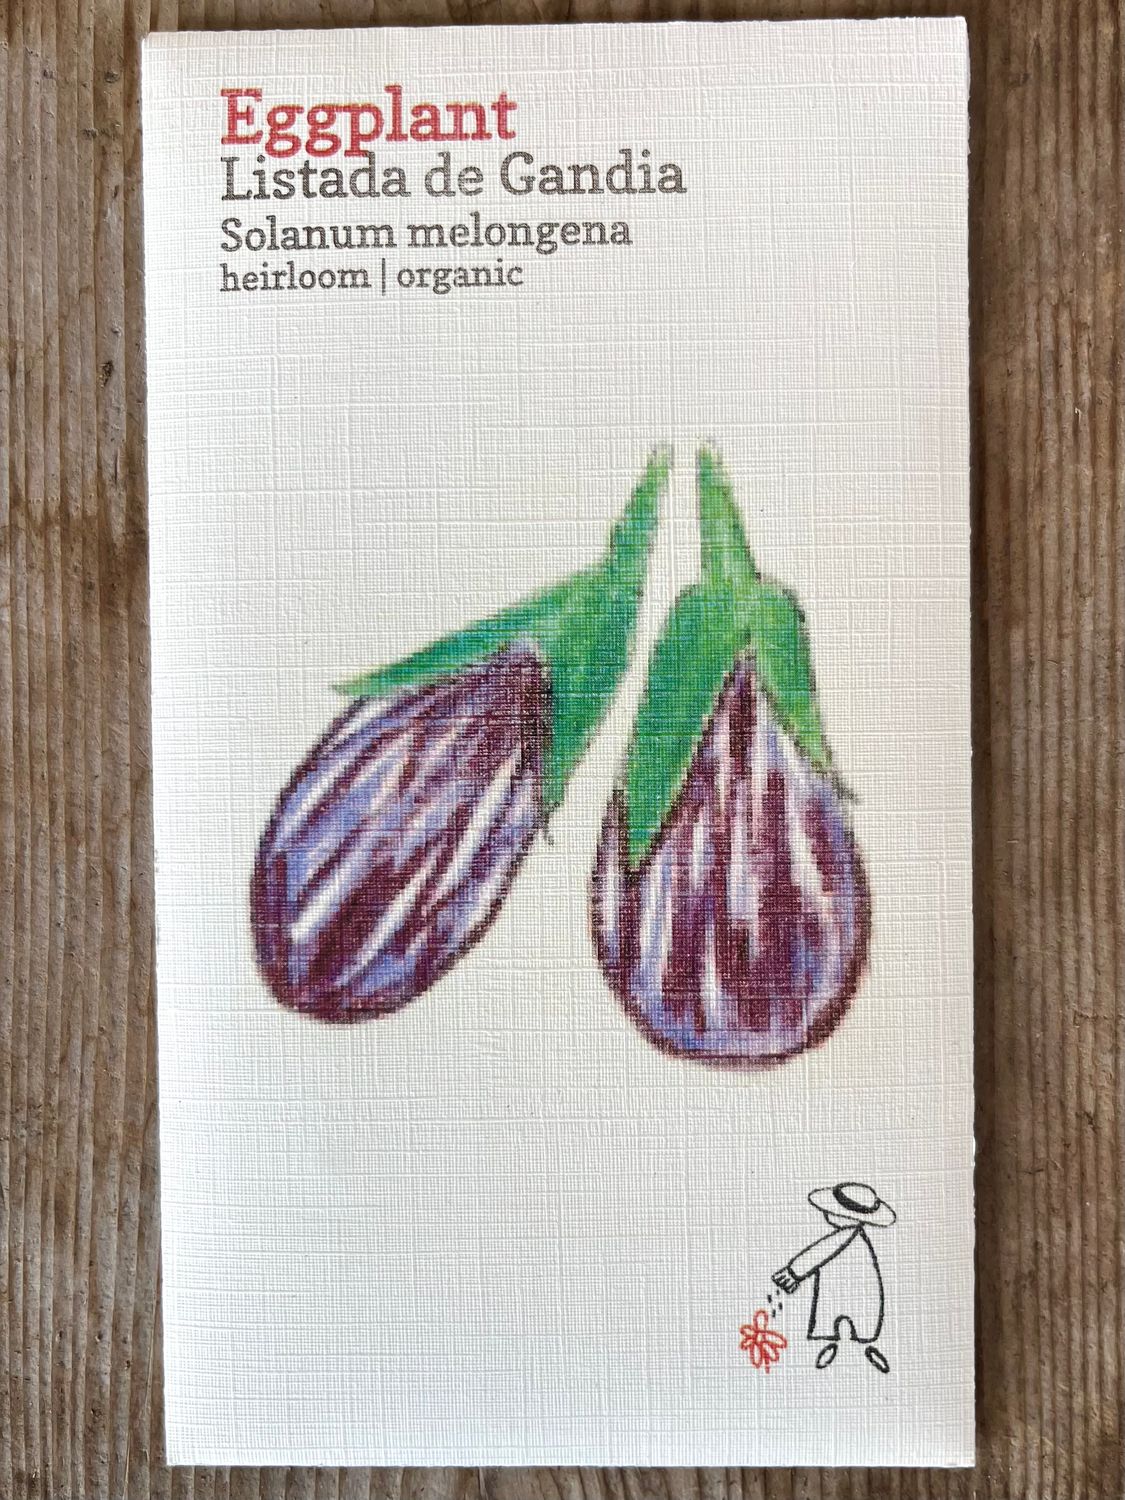 Eggplant
Listada de Gandia
Solanum melongena
heirloom | organic